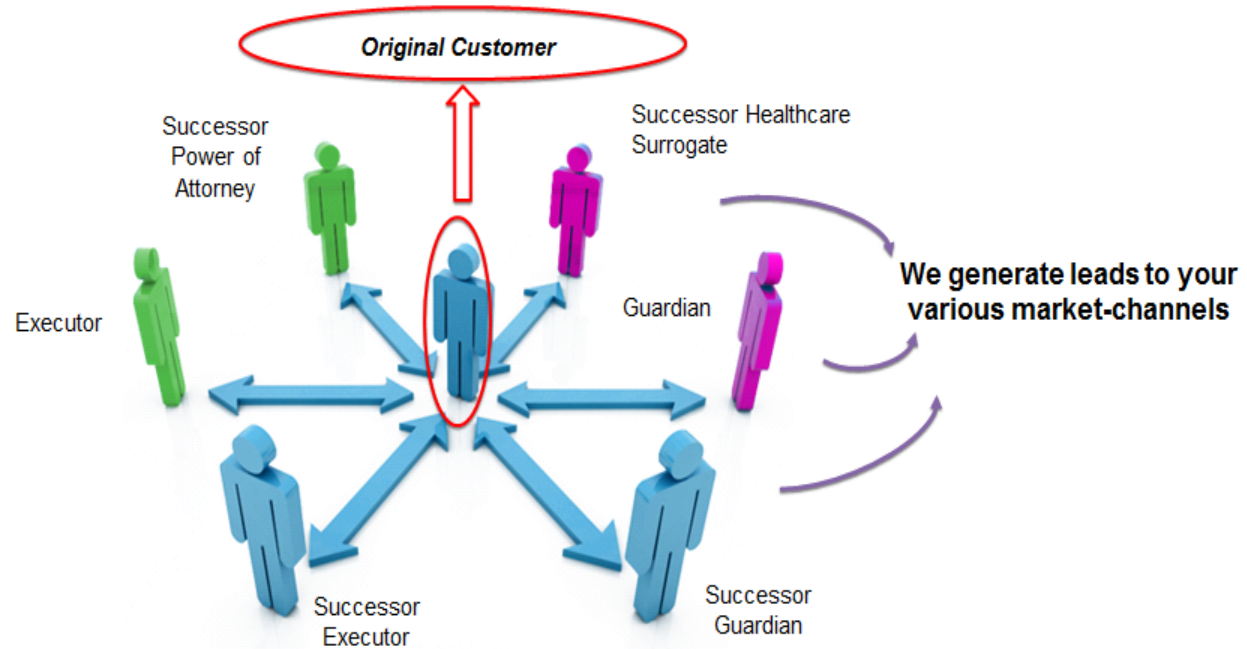 Original Customer
Successor
Power of
Attorney
Successor Healthcare
Surrogate
Executor
Guardian
We generate leads to your
various market-channels
Successor
Executor
Successor
Guardian